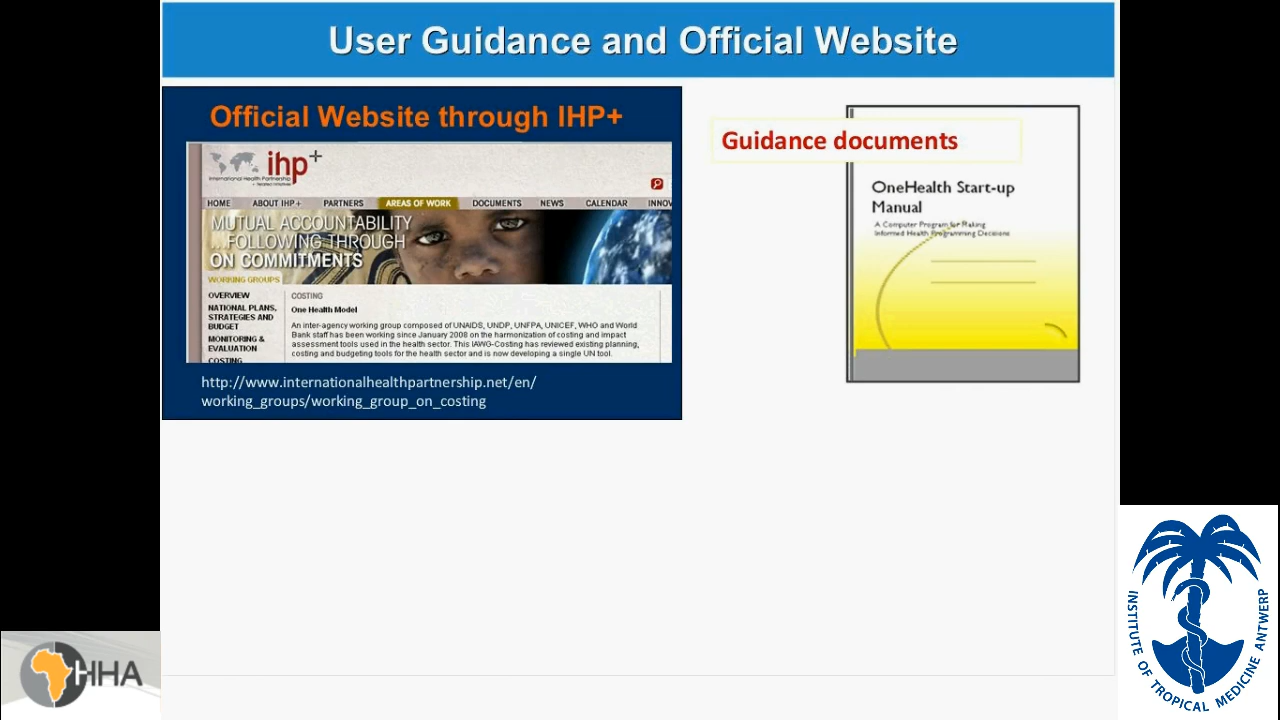 User Guidance and Official Website
Official Website through IHP+
ihp+
International Health Partnership
+ Related Initiatives
HOME ABOUT IHP+ PARTNERS AREAS OF WORK DOCUMENTS NEWS CALENDAR INNOV
MUTUAL ACCOUNTABILITY
...FOLLOWING THROUGH
ON COMMITMENTS
WORKING GROUPS
OVERVIEW
NATIONAL PLANS,
STRATEGIES AND
BUDGET
MONITORING &
EVALUATION
COSTING
COSTING
One Health Model
An inter-agency working group composed of UNAIDS, UNDP, UNFPA, UNICEF, WHO and World
Bank staff has been working since January 2008 on the harmonization of costing and impact
assessment tools used in the health sector. This IAWG-Costing has reviewed existing planning,
costing and budgeting tools for the health sector and is now developing a single UN tool.
http://www.internationalhealthpartnership.net/en/
working_groups/working_group_on_costing
Guidance documents
OneHealth Start-up
Manual
A Computer Program for Making
Informed Health Programming Decisions
HHA
INSTITUTE OF TROPICAL MEDICINE ANTWERP